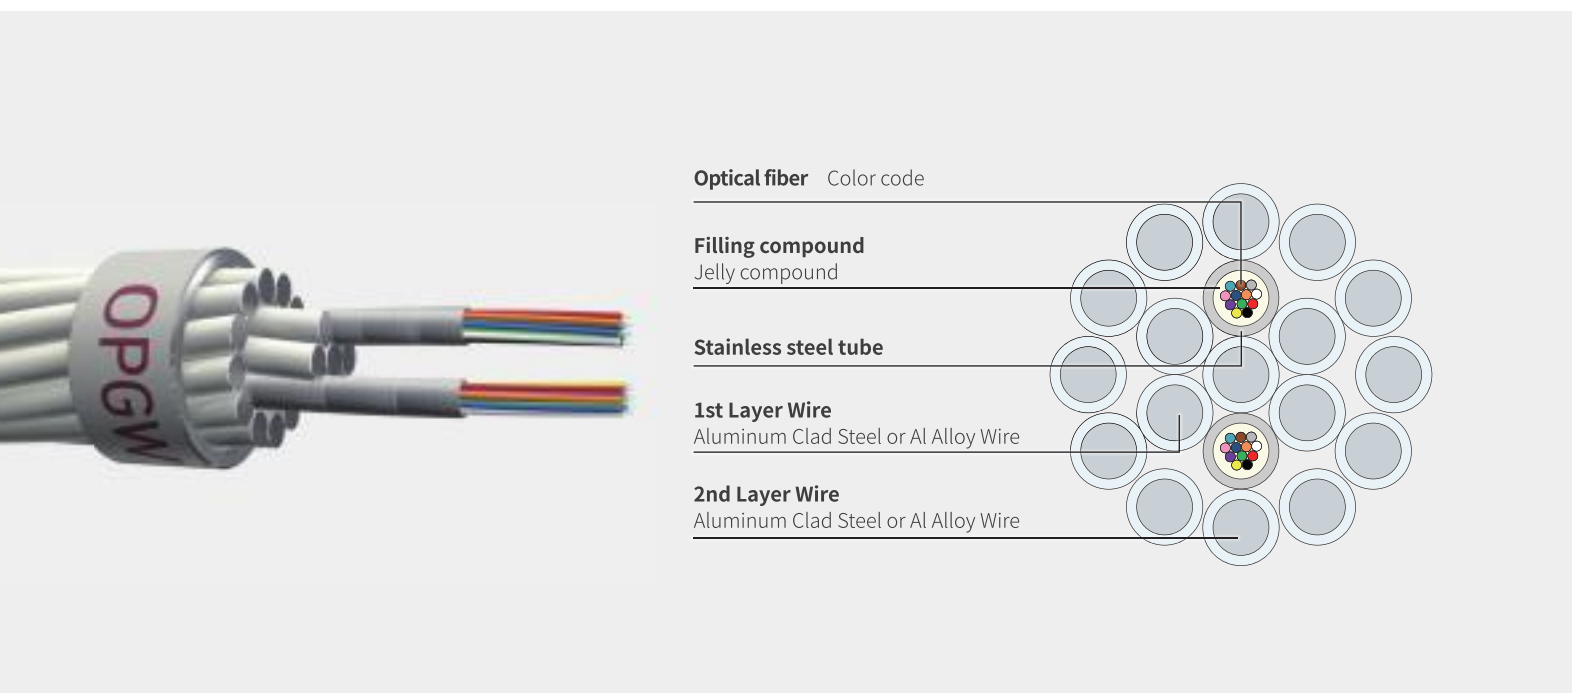 OPGW
Optical fiber Color code
Filling compound
Jelly compound
Stainless steel tube
1st Layer Wire
Aluminum Clad Steel or Al Alloy Wire
2nd Layer Wire
Aluminum Clad Steel or Al Alloy Wire